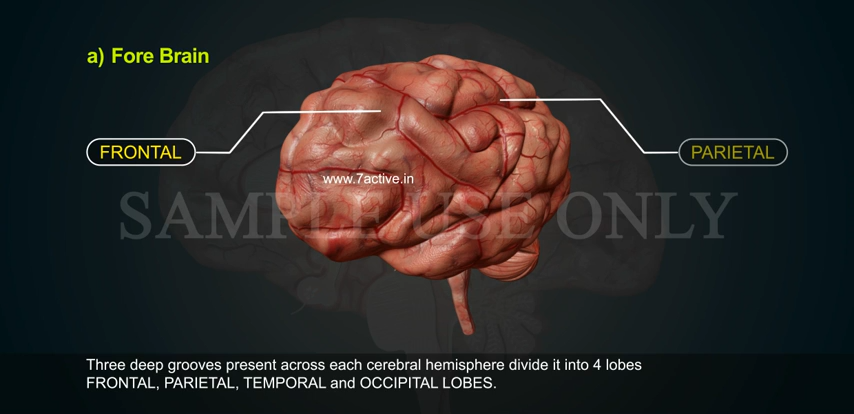 a) Fore Brain
FRONTAL
PARIETAL
www.7active.in
SAMPLE USE ONLY
Three deep grooves present across each cerebral hemisphere divide it into 4 lobes
FRONTAL, PARIETAL, TEMPORAL and OCCIPITAL LOBES.